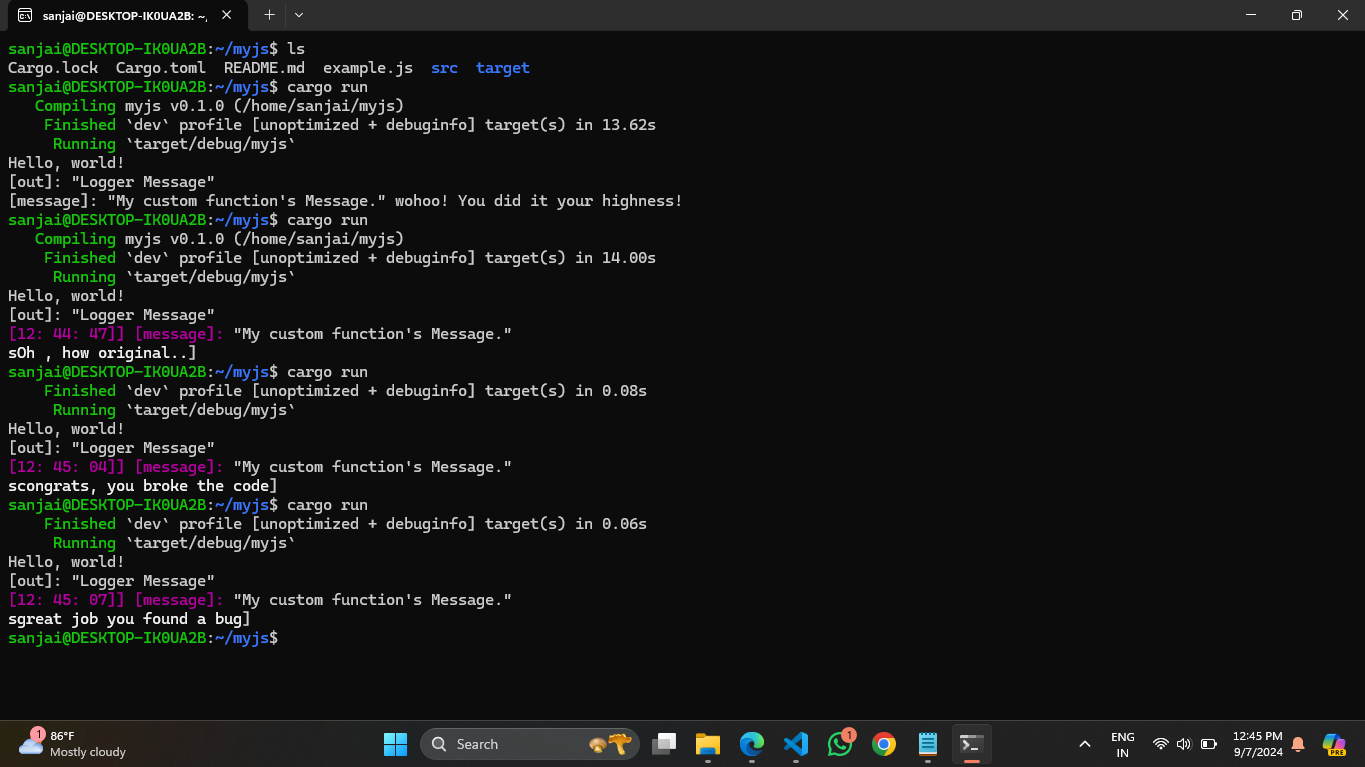 sanjai@DESKTOP-IK0UA2B: ~,
sanjai@DESKTOP-IK0UA2B:~/myjs$ ls
Cargo.lock  Cargo.toml  README.md  example.js  src  target
sanjai@DESKTOP-IK0UA2B:~/myjs$ cargo run
   Compiling myjs v0.1.0 (/home/sanjai/myjs)
    Finished `dev` profile [unoptimized + debuginfo] target(s) in 13.62s
     Running `target/debug/myjs`
Hello, world!
[out]: "Logger Message"
[message]: "My custom function's Message." wohoo! You did it your highness!
sanjai@DESKTOP-IK0UA2B:~/myjs$ cargo run
   Compiling myjs v0.1.0 (/home/sanjai/myjs)
    Finished `dev` profile [unoptimized + debuginfo] target(s) in 14.00s
     Running `target/debug/myjs`
Hello, world!
[out]: "Logger Message"
[12: 44: 47]] [message]: "My custom function's Message."
sOh , how original..]
sanjai@DESKTOP-IK0UA2B:~/myjs$ cargo run
    Finished `dev` profile [unoptimized + debuginfo] target(s) in 0.08s
     Running `target/debug/myjs`
Hello, world!
[out]: "Logger Message"
[12: 45: 04]] [message]: "My custom function's Message."
scongrats, you broke the code]
sanjai@DESKTOP-IK0UA2B:~/myjs$ cargo run
    Finished `dev` profile [unoptimized + debuginfo] target(s) in 0.06s
     Running `target/debug/myjs`
Hello, world!
[out]: "Logger Message"
[12: 45: 07]] [message]: "My custom function's Message."
sgreat job you found a bug]
sanjai@DESKTOP-IK0UA2B:~/myjs$
1
86°F
Mostly cloudy
Search
1
ENG
IN
12:45 PM
9/7/2024
PRE